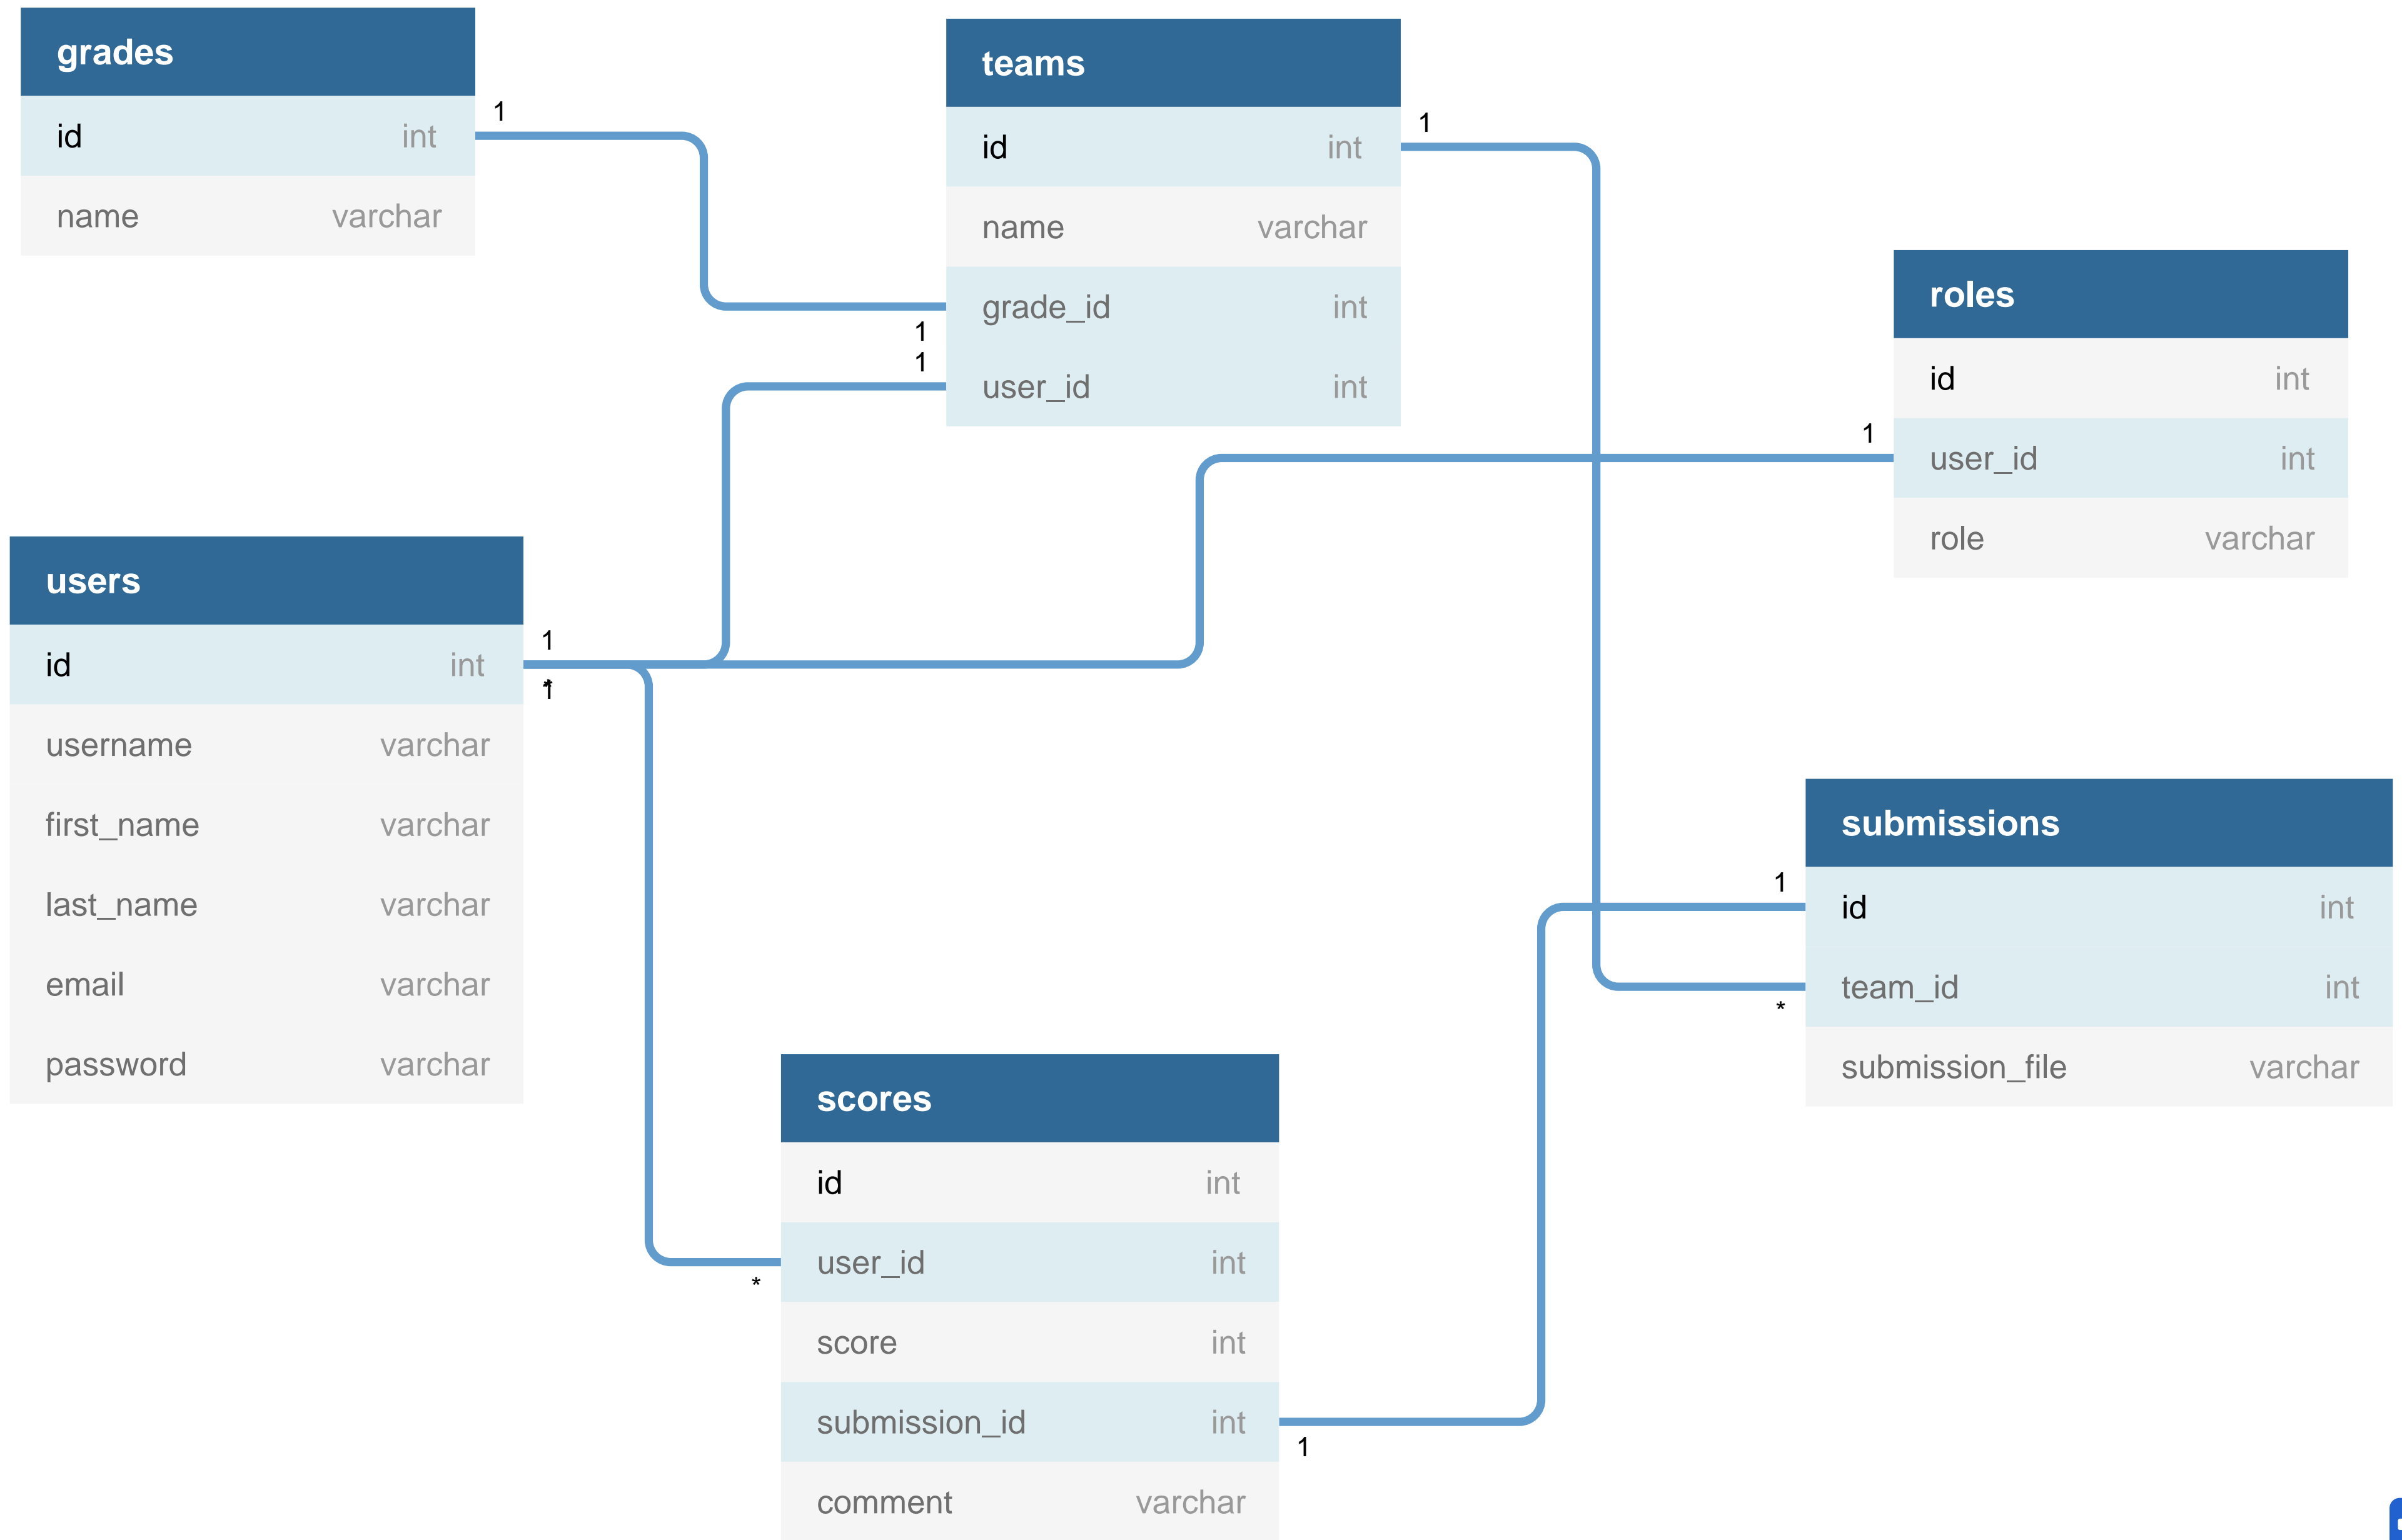 grades
id int
name varchar
1
1
teams
id int
name varchar
grade_id int
user_id int
1
1
roles
id int
user_id int
role varchar
1
users
id int
username varchar
first_name varchar
last_name varchar
email varchar
password varchar
1
*
1
submissions
id int
team_id int
submission_file varchar
1
*
scores
id int
user_id int
score int
submission_id int
comment varchar
*
1